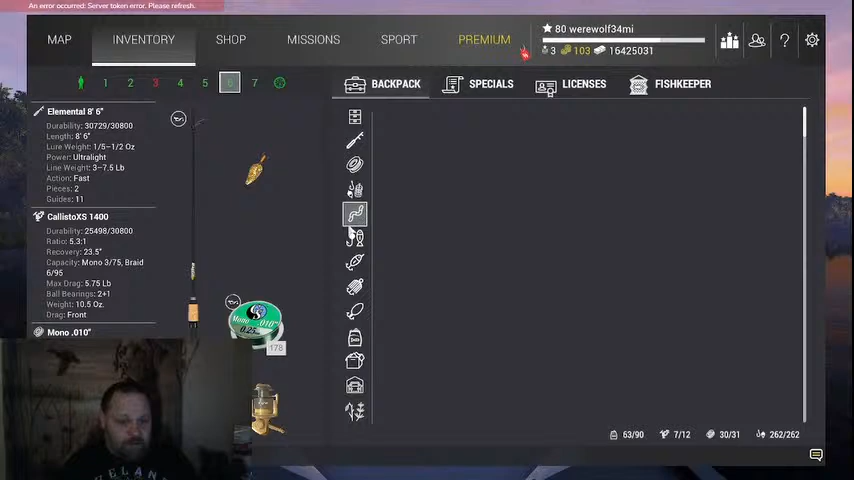 An error occurred: Server token error. Please refresh.
MAP
INVENTORY
SHOP
MISSIONS
SPORT
PREMIUM
80 werewolf34mi
3 103 16425031
1 2 3 4 5 6 7
BACKPACK
SPECIALS
LICENSES
FISHKEEPER
Elemental 8' 6"
Durability: 30729/30800
Length: 8' 6"
Lure Weight: 1/5–1/2 Oz
Power: Ultralight
Line Weight: 3–7.5 Lb
Action: Fast
Pieces: 2
Guides: 11
CallistoXS 1400
Durability: 25498/30800
Ratio: 5.3:1
Recovery: 23.5"
Capacity: Mono 3/75, Braid
6/95
Max Drag: 5.75 Lb
Ball Bearings: 2+1
Weight: 10.5 Oz.
Drag: Front
Mono .010"
Mono .010"
0.25
178
63/90
7/12
30/31
262/262